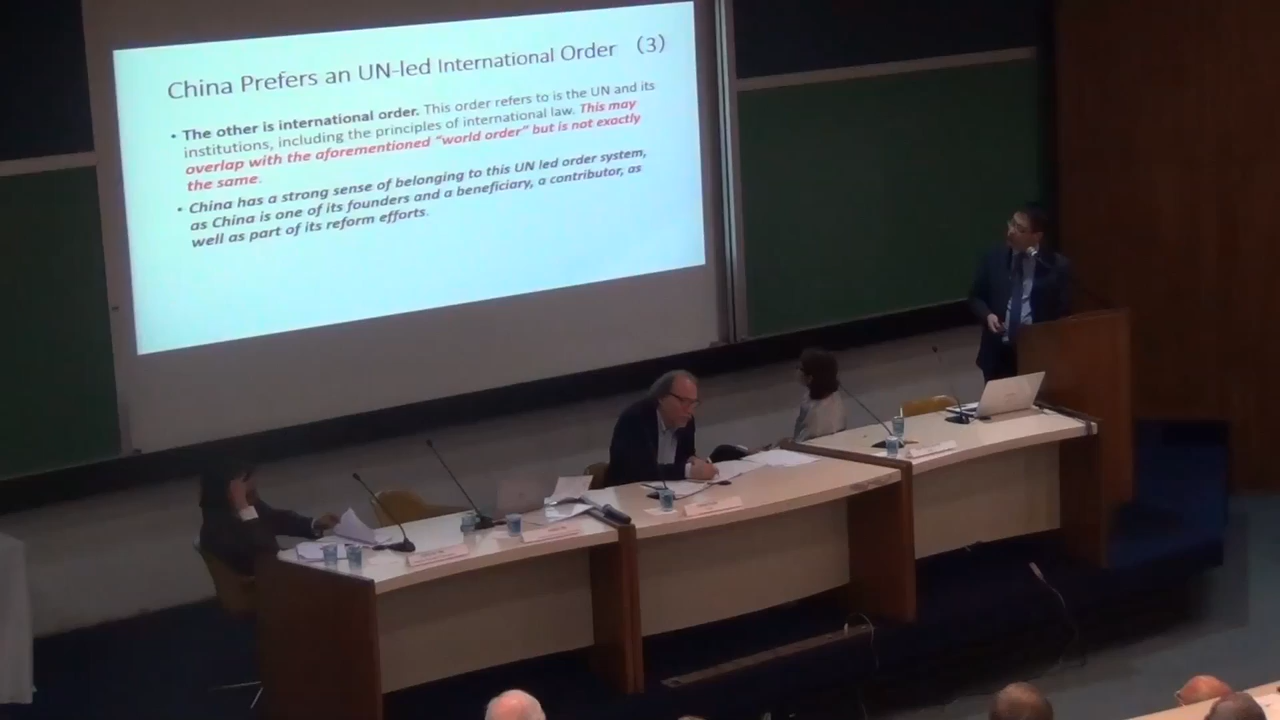 China Prefers an UN-led International Order （3）
• The other is international order. This order refers to is the UN and its
institutions, including the principles of international law. This may
overlap with the aforementioned “world order” but is not exactly
the same.
• China has a strong sense of belonging to this UN led order system,
as China is one of its founders and a beneficiary, a contributor, as
well as part of its reform efforts.